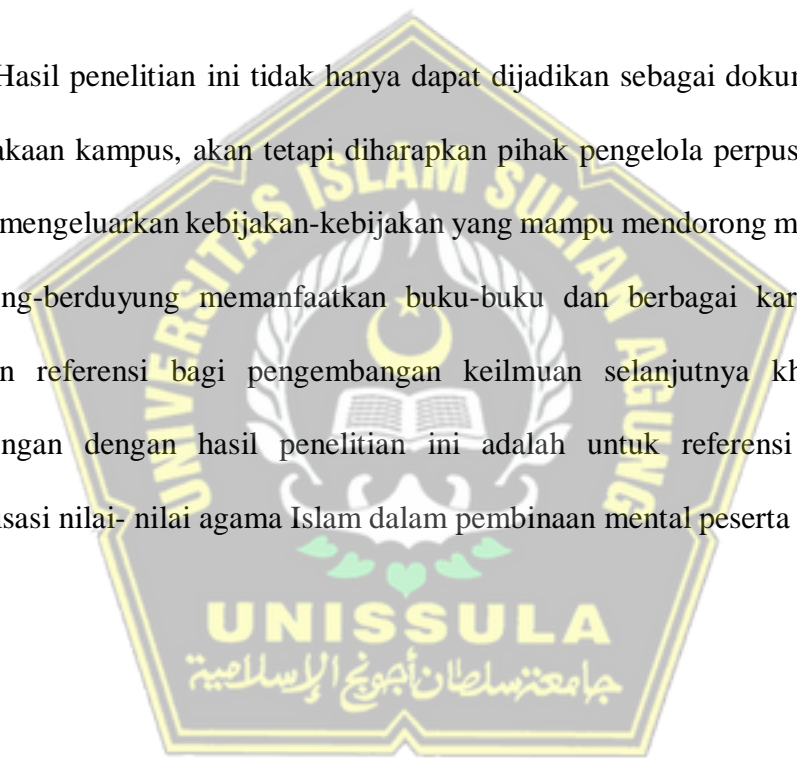 Hasil penelitian ini tidak hanya dapat dijadikan sebagai dokum
akaan kampus, akan tetapi diharapkan pihak pengelola perpus
mengeluarkan kebijakan-kebijakan yang mampu mendorong m
ng-berduyung memanfaatkan buku-buku dan berbagai kar
n referensi bagi pengembangan keilmuan selanjutnya kh
ngan dengan hasil penelitian ini adalah untuk referensi
isasi nilai- nilai agama Islam dalam pembinaan mental peserta
UNIVERSITAS ISLAM SULTAN AGUNG
UNISSULA
جامعة سلطان أجونج الإسلامية